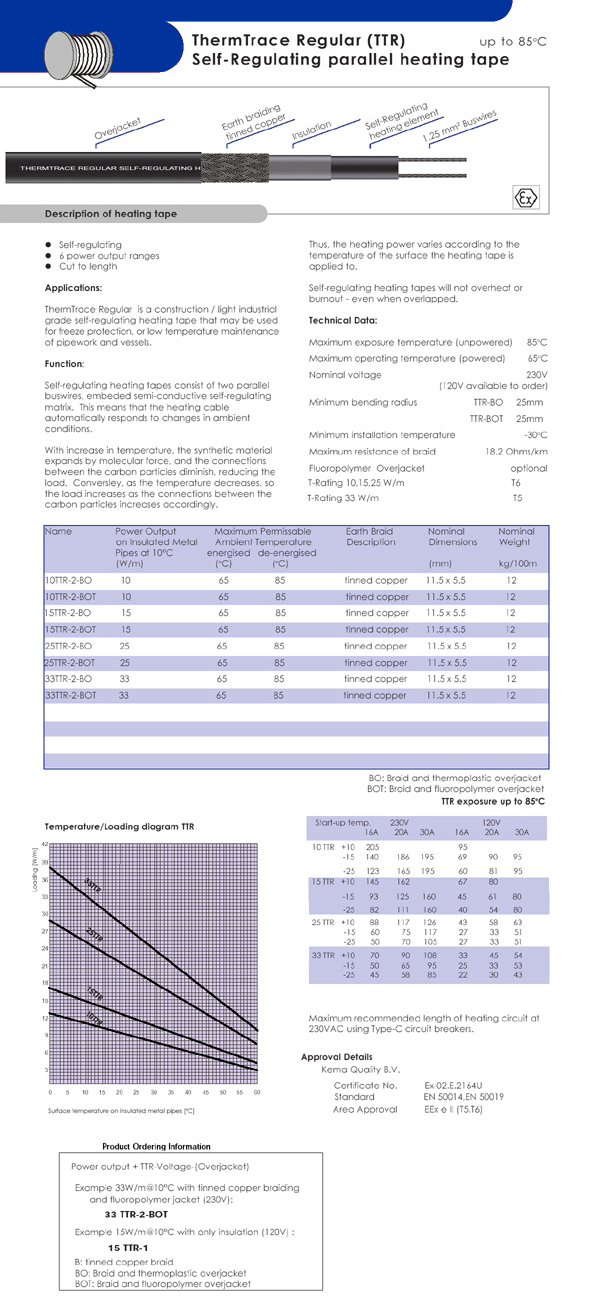 ThermTrace Regular (TTR) up to 85°C
Self-Regulating parallel heating tape
Overjacket
Earth braiding
tinned copper
Insulation
Self-Regulating
heating element
1.25 mm² Buswires
THERMTRACE REGULAR SELF-REGULATING H
Ex
Description of heating tape
Self-regulating
6 power output ranges
Cut to length
Applications:
ThermTrace Regular is a construction / light industrial
grade self-regulating heating tape that may be used
for freeze protection, or low temperature maintenance
of pipework and vessels.
Function:
Self-regulating heating tapes consist of two parallel
buswires, embeded semi-conductive self-regulating
matrix. This means that the heating cable
automatically responds to changes in ambient
conditions.
With increase in temperature, the synthetic material
expands by molecular force, and the connections
between the carbon particles diminish, reducing the
load. Conversley, as the temperature decreases, so
the load increases as the connections between the
carbon particles increases accordingly.
Thus, the heating power varies according to the
temperature of the surface the heating tape is
applied to.
Self-regulating heating tapes will not overheat or
burnout - even when overlapped.
Technical Data:
Maximum exposure temperature (unpowered) 85°C
Maximum operating temperature (powered) 65°C
Nominal voltage 230V
(120V available to order)
Minimum bending radius TTR-BO 25mm
TTR-BOT 25mm
Minimum installation temperature -30°C
Maximum resistance of braid 18.2 Ohms/km
Fluoropolymer Overjacket optional
T-Rating 10,15,25 W/m T6
T-Rating 33 W/m T5
Name Power Output Maximum Permissable Earth Braid Nominal Nominal
on Insulated Metal Ambient Temperature Description Dimensions Weight
Pipes at 10°C energised de-energised
(W/m) (°C) (°C) (mm) kg/100m
10TTR-2-BO 10 65 85 tinned copper 11.5 x 5.5 12
10TTR-2-BOT 10 65 85 tinned copper 11.5 x 5.5 12
15TTR-2-BO 15 65 85 tinned copper 11.5 x 5.5 12
15TTR-2-BOT 15 65 85 tinned copper 11.5 x 5.5 12
25TTR-2-BO 25 65 85 tinned copper 11.5 x 5.5 12
25TTR-2-BOT 25 65 85 tinned copper 11.5 x 5.5 12
33TTR-2-BO 33 65 85 tinned copper 11.5 x 5.5 12
33TTR-2-BOT 33 65 85 tinned copper 11.5 x 5.5 12
BO: Braid and thermoplastic overjacket
BOT: Braid and fluoropolymer overjacket
TTR exposure up to 85°C
Temperature/Loading diagram TTR
Loading [W/m]
42
39
36
33
30
27
24
21
18
15
12
9
6
3
33TTR
25TTR
15TTR
10TTR
0 5 10 15 20 25 30 35 40 45 50 55 60
Surface temperature on insulated metal pipes [°C]
Start-up temp. 230V 120V
16A 20A 30A 16A 20A 30A
10 TTR +10 205 95
-15 140 186 195 69 90 95
-25 123 165 195 60 81 95
15 TTR +10 145 162 67 80
-15 93 125 160 45 61 80
-25 82 111 160 40 54 80
25 TTR +10 88 117 126 43 58 63
-15 60 75 117 27 33 51
-25 50 70 105 27 33 51
33 TTR +10 70 90 108 33 45 54
-15 50 65 95 25 33 53
-25 45 58 85 22 30 43
Maximum recommended length of heating circuit at
230VAC using Type-C circuit breakers.
Approval Details
Kema Quality B.V.
Certificate No. Ex-02.E.2164U
Standard EN 50014,EN 50019
Area Approval EEx e II (T5,T6)
Product Ordering Information
Power output + TTR-Voltage-(Overjacket)
Example 33W/m@10°C with tinned copper braiding
and fluoropolymer jacket (230V):
33 TTR-2-BOT
Example 15W/m@10°C with only insulation (120V) :
15 TTR-1
B: tinned copper braid
BO: Braid and thermoplastic overjacket
BOT: Braid and fluoropolymer overjacket